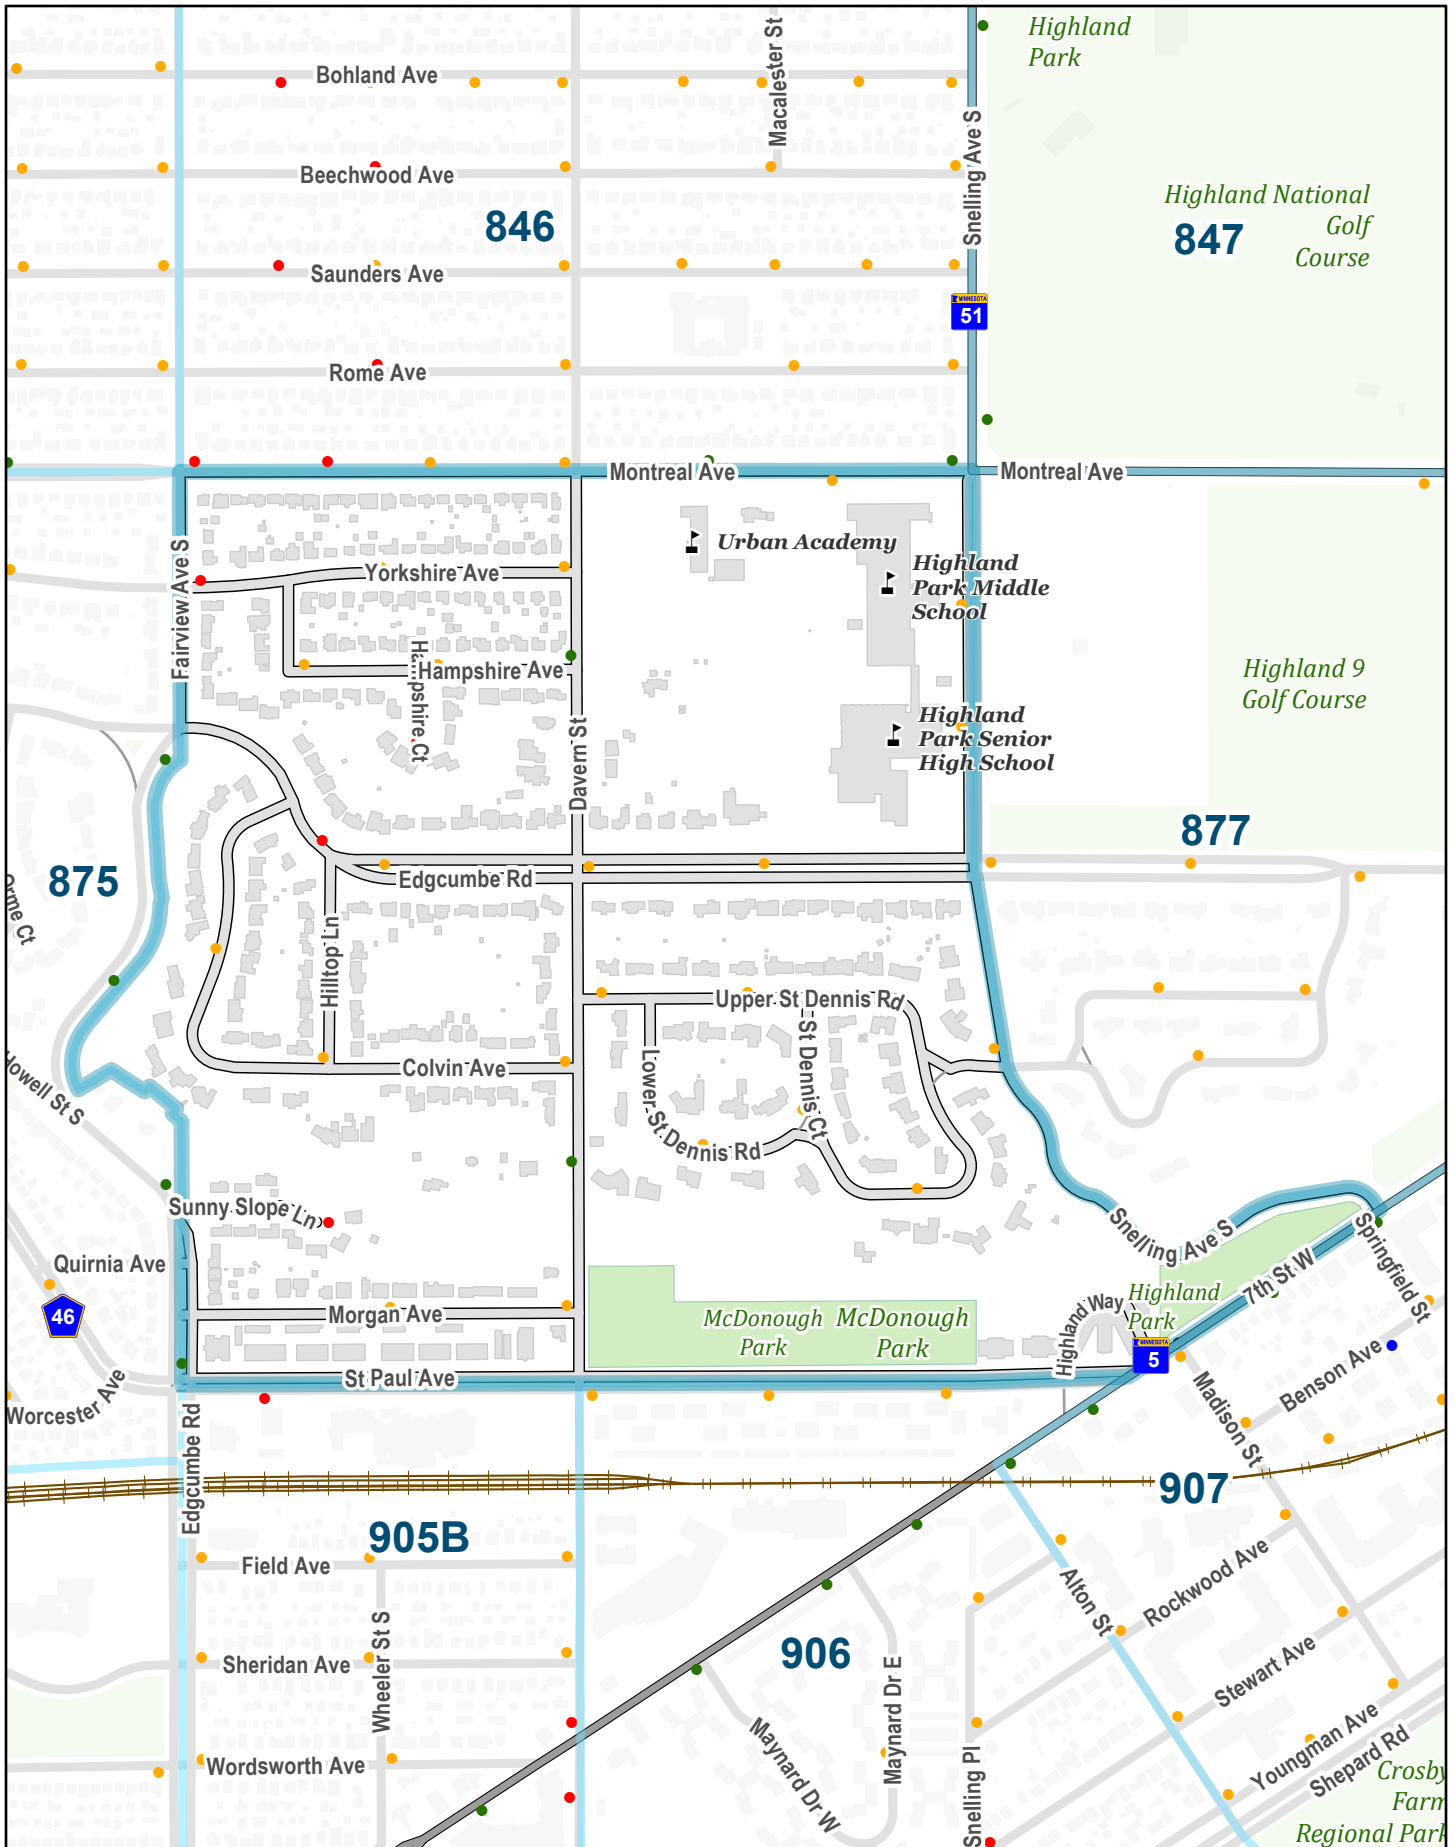 Highland
Park
Macalester St
Bohland Ave
Beechwood Ave
Snelling Ave S
Highland National
Golf
Course
846
847
Saunders Ave
MINNESOTA
51
Rome Ave
Montreal Ave
Montreal Ave
Urban Academy
Highland
Park Middle
School
Yorkshire Ave
Fairview Ave S
Hampshire Ave
Hampshire Ct
Highland 9
Golf Course
Highland
Park Senior
High School
Davern St
877
875
Orme Ct
Edgcumbe Rd
Hilltop Ln
Upper St Dennis Rd
St Dennis Ct
Lower St Dennis Rd
Colvin Ave
Howell St S
Sunny Slope Ln
Snelling Ave S
Springfield St
7th St W
Quirnia Ave
46
Morgan Ave
McDonough
Park
McDonough
Park
Highland Way
Highland
Park
MINNESOTA
5
St Paul Ave
Benson Ave
Madison St
Worcester Ave
Edgcumbe Rd
907
905B
Field Ave
Alton St
Rockwood Ave
Wheeler St S
906
Sheridan Ave
Stewart Ave
Maynard Dr E
Maynard Dr W
Snelling Pl
Wordsworth Ave
Youngman Ave
Shepard Rd
Crosby
Farm
Regional Park